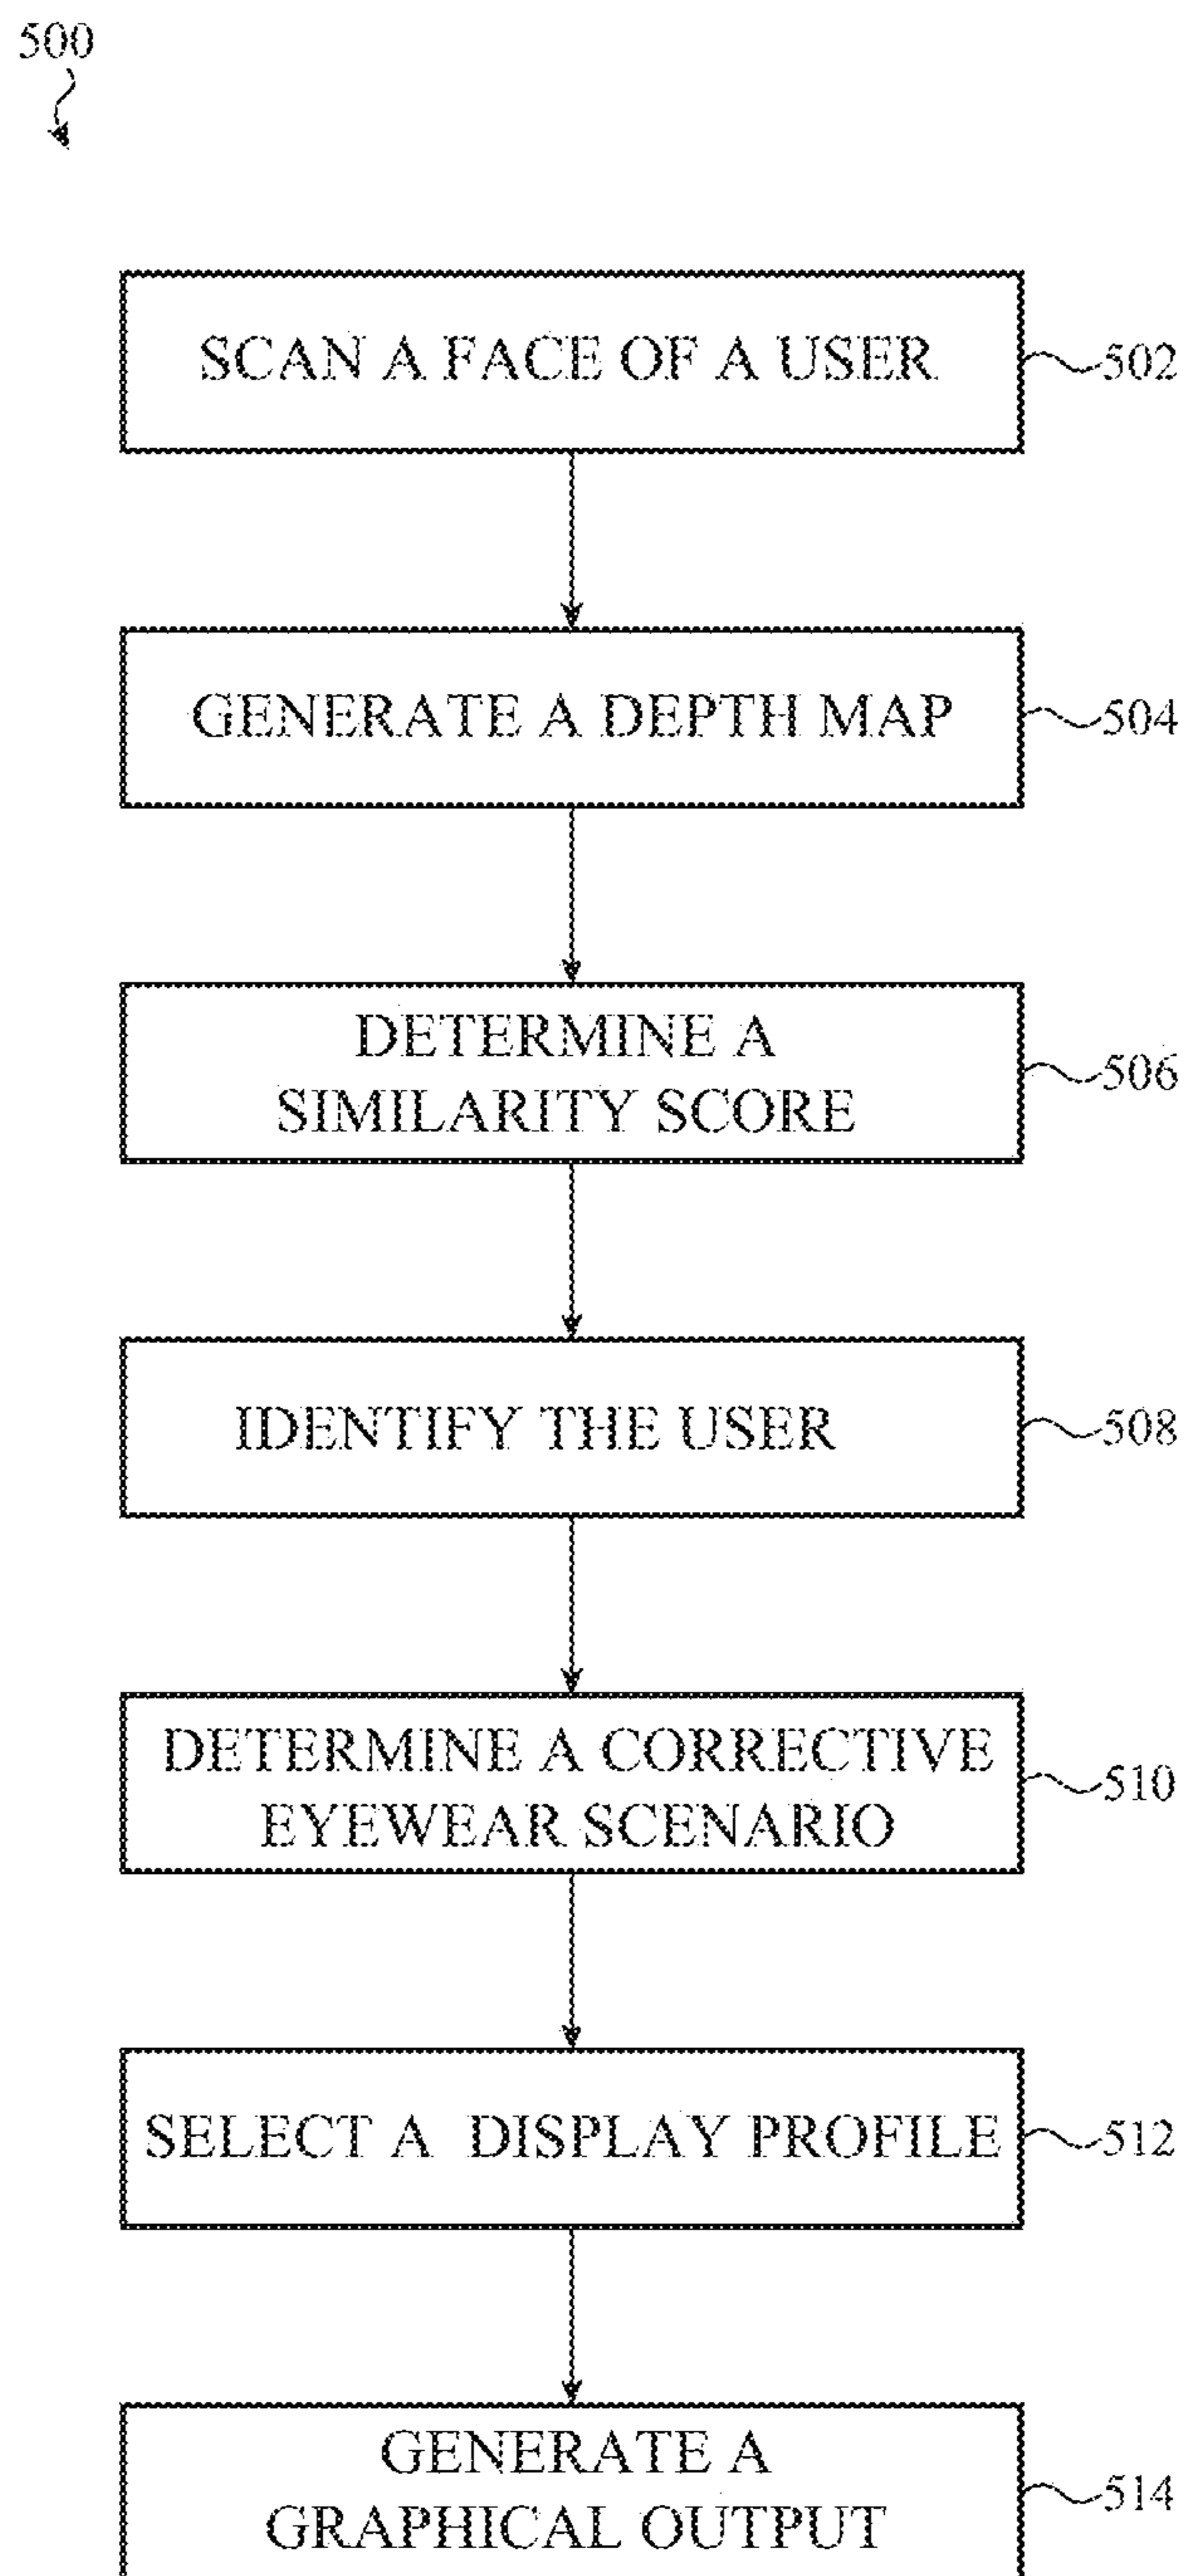 500
SCAN A FACE OF A USER
502
GENERATE A DEPTH MAP
504
DETERMINE A
SIMILARITY SCORE
506
IDENTIFY THE USER
508
DETERMINE A CORRECTIVE
EYEWEAR SCENARIO
510
SELECT A DISPLAY PROFILE
512
GENERATE A
GRAPHICAL OUTPUT
514